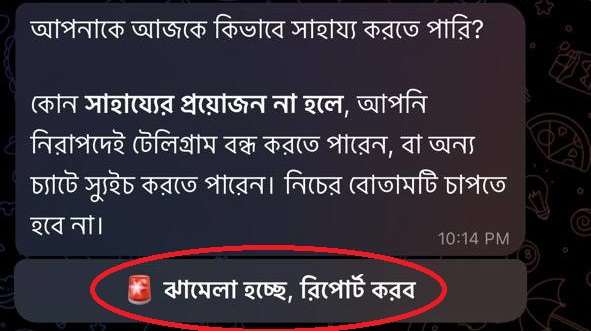 আপনাকে আজকে কিভাবে সাহায্য করতে পারি?
কোন সাহায্যের প্রয়োজন না হলে, আপনি
নিরাপদেই টেলিগ্রাম বন্ধ করতে পারেন, বা অন্য
চ্যাটে স্যুইচ করতে পারেন। নিচের বোতামটি চাপতে
হবে না।
10:14 PM
🚨 ঝামেলা হচ্ছে, রিপোর্ট করব